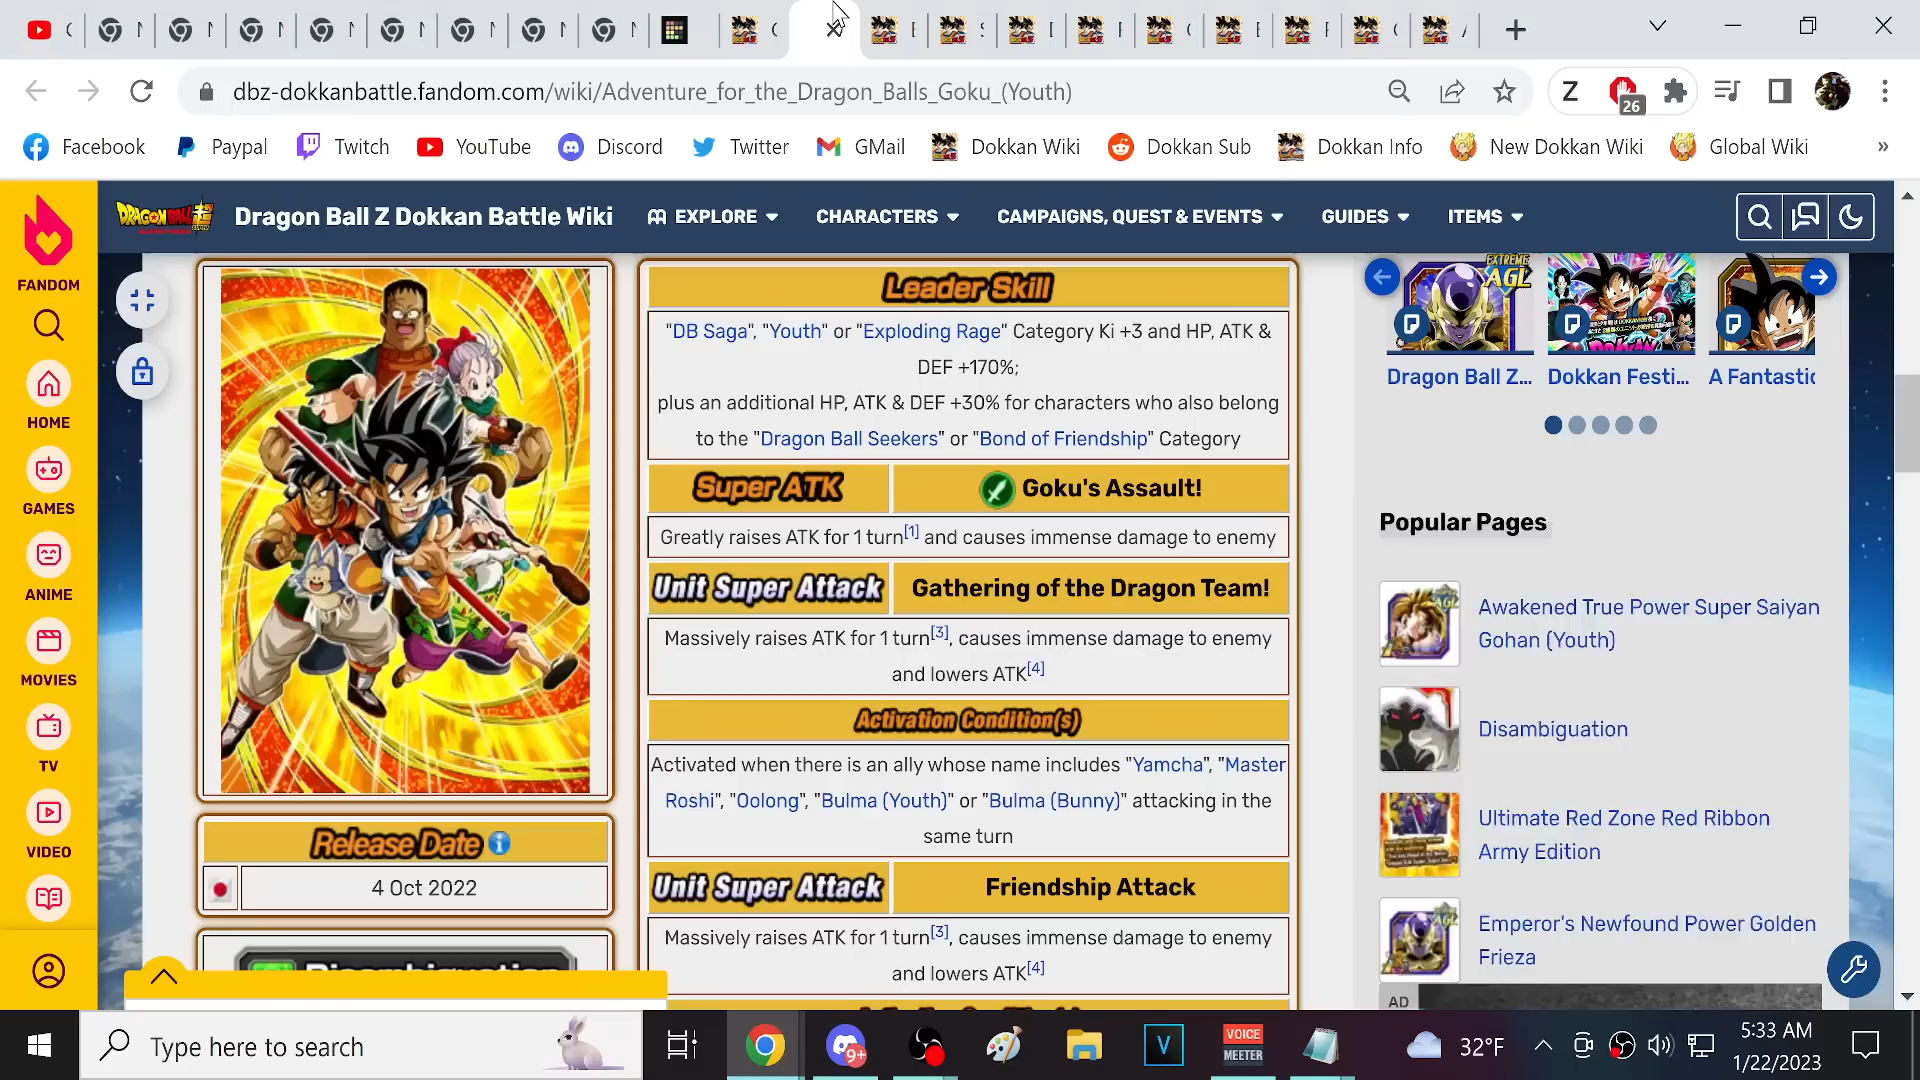 26
dbz-dokkanbattle.fandom.com/wiki/Adventure_for_the_Dragon_Balls_Goku_(Youth)
Facebook
Paypal
Twitch
YouTube
Discord
Twitter
GMail
Dokkan Wiki
Dokkan Sub
Dokkan Info
New Dokkan Wiki
Global Wiki
»
Dragon Ball Z Dokkan Battle Wiki
EXPLORE
CHARACTERS
CAMPAIGNS, QUEST & EVENTS
GUIDES
ITEMS
FANDOM
HOME
GAMES
ANIME
MOVIES
TV
VIDEO
Release Date
4 Oct 2022
Disambiguation
Leader Skill
"DB Saga", "Youth" or "Exploding Rage" Category Ki +3 and HP, ATK &
DEF +170%;
plus an additional HP, ATK & DEF +30% for characters who also belong
to the "Dragon Ball Seekers" or "Bond of Friendship" Category
Super ATK
Goku's Assault!
Greatly raises ATK for 1 turn[1] and causes immense damage to enemy
Unit Super Attack
Gathering of the Dragon Team!
Massively raises ATK for 1 turn[3], causes immense damage to enemy
and lowers ATK[4]
Activation Condition(s)
Activated when there is an ally whose name includes "Yamcha", "Master
Roshi", "Oolong", "Bulma (Youth)" or "Bulma (Bunny)" attacking in the
same turn
Unit Super Attack
Friendship Attack
Massively raises ATK for 1 turn[3], causes immense damage to enemy
and lowers ATK[4]
EXTREME
AGL
Dragon Ball Z...
Dokkan Festi...
A Fantastic
Popular Pages
Awakened True Power Super Saiyan
Gohan (Youth)
Disambiguation
Ultimate Red Zone Red Ribbon
Army Edition
Emperor's Newfound Power Golden
Frieza
AD
Type here to search
9+
V
VOICE
MEETER
32°F
5:33 AM
1/22/2023